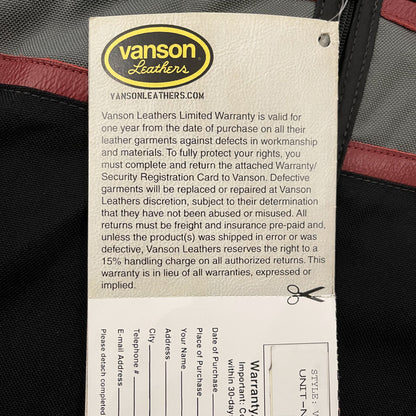 vanson
Leathers
VANSONLEATHERS.COM
Vanson Leathers Limited Warranty is valid for
one year from the date of purchase on all their
leather garments against defects in workmanship
and materials. To fully protect your rights, you
must complete and return the attached Warranty/
Security Registration Card to Vanson. Defective
garments will be replaced or repaired at Vanson
Leathers discretion, subject to their determination
that they have not been abused or misused. All
returns must be freight and insurance pre-paid and,
unless the product(s) was shipped in error or was
defective, Vanson Leathers reserves the right to a
15% handling charge on all authorized returns. This
warranty is in lieu of all warranties, expressed or
implied.
Warranty
Important: Co
within 30-day
Date of Purchase
Place of Purchase
Your Name
Address
City
Telephone #
E-mail Address
Please detach completed
STYLE:
UNIT-N